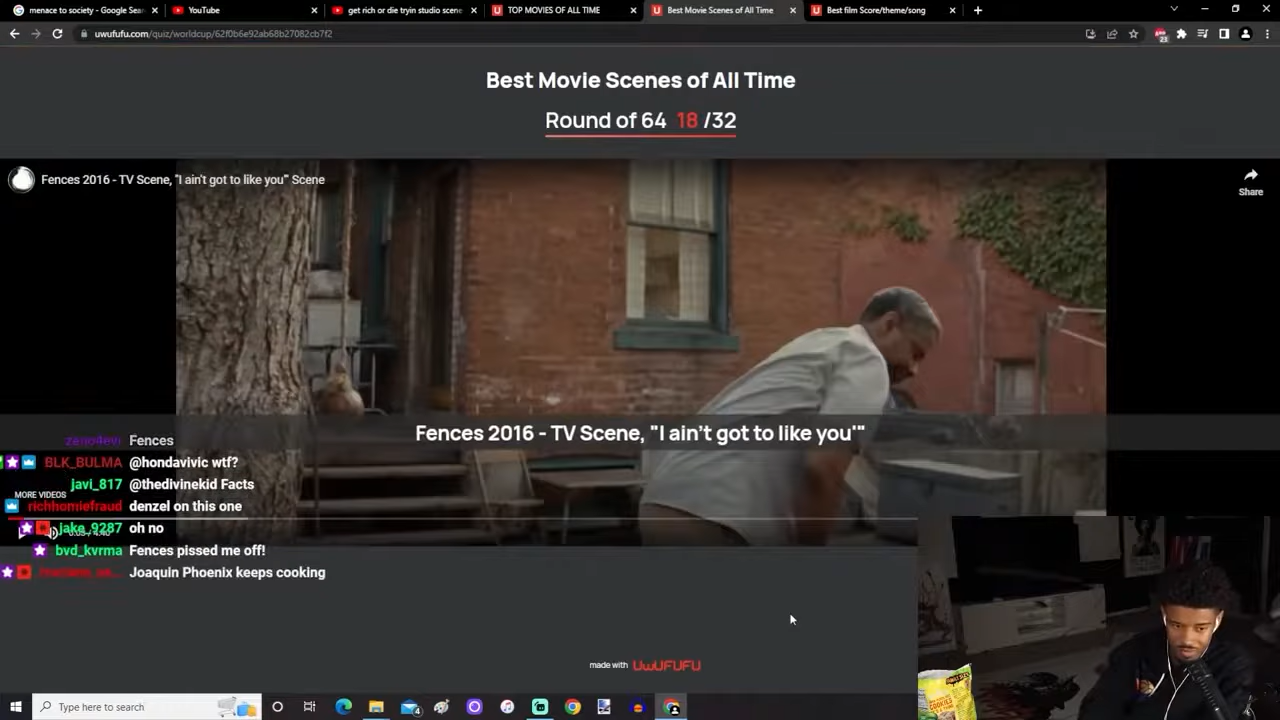 menace to society - Google Sea
YouTube
get rich or die tryin studio scene
TOP MOVIES OF ALL TIME
Best Movie Scenes of All Time
Best film Score/theme/song
uwufufu.com/quiz/worldcup/62f0b6e92ab68b27082cb7f2
Best Movie Scenes of All Time
Round of 64 18 /32
Fences 2016 - TV Scene, "I ain't got to like you" Scene
Share
Fences 2016 - TV Scene, "I ain't got to like you'"
Fences
BLK_BULMA @hondavivic wtf?
javi_817 @thedivinekid Facts
MORE VIDEOS
richhomiefraud denzel on this one
jake_9287 oh no
bvd_kvrma Fences pissed me off!
Joaquin Phoenix keeps cooking
made with UWUFUFU
Type here to search